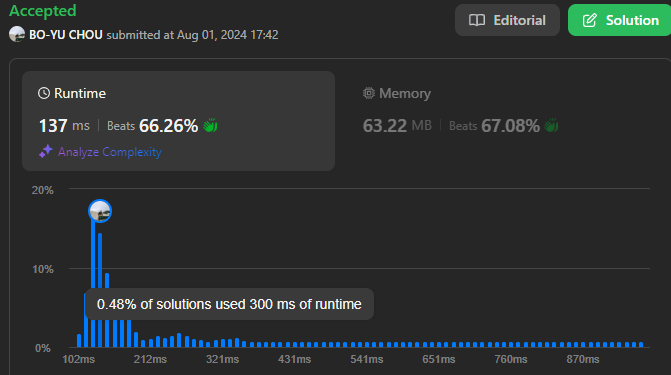 Accepted
Editorial
Solution
BO-YU CHOU submitted at Aug 01, 2024 17:42
Runtime
Memory
137 ms | Beats 66.26%
63.22 MB | Beats 67.08%
Analyze Complexity
20%
10%
0.48% of solutions used 300 ms of runtime
0%
102ms 212ms 321ms 431ms 541ms 651ms 760ms 870ms